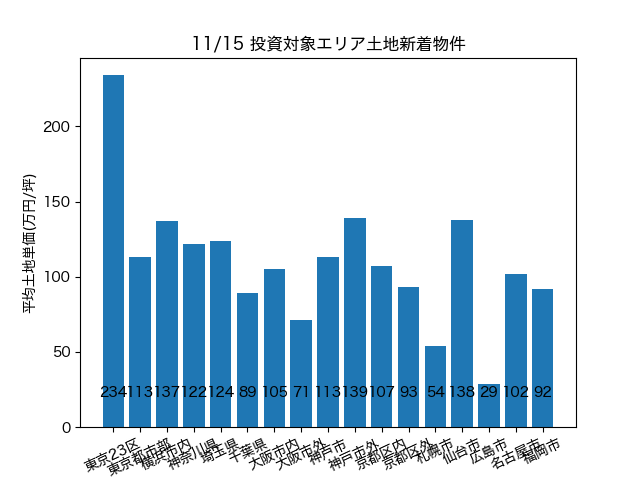 11/15 投資対象エリア土地新着物件
平均土地単価(万円/坪)
200
150
100
50
0
234 113 137 122 124 89 105 71 113 139 107 93 54 138 29 102 92
東京23区
東京都市部
横浜市内
神奈川県
埼玉県
千葉県
大阪市内
大阪市外
神戸市
神戸市外
京都区内
京都区外
札幌市
仙台市
広島市
名古屋市
福岡市